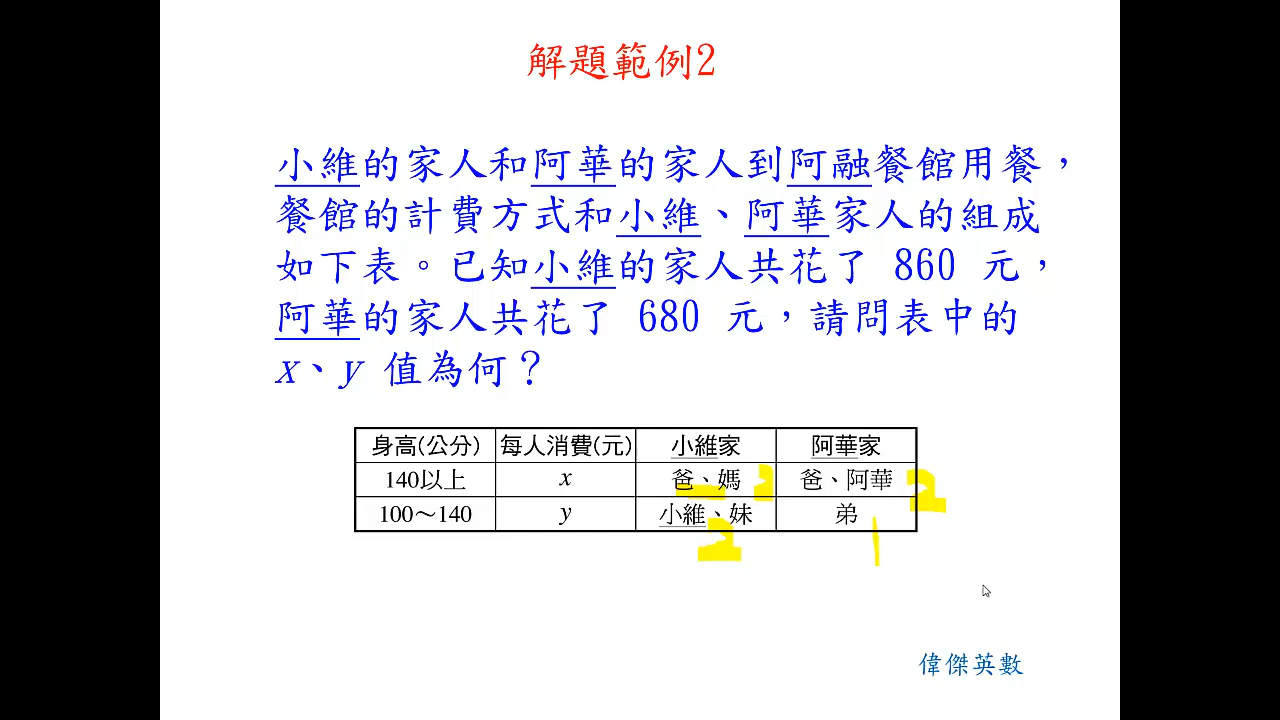 解題範例2
小維的家人和阿華的家人到阿融餐館用餐，
餐館的計費方式和小維、阿華家人的組成
如下表。已知小維的家人共花了 860 元，
阿華的家人共花了 680 元，請問表中的
x、y 值為何？
身高(公分) 每人消費(元) 小維家 阿華家
140以上 x 爸、媽 2 爸、阿華 2
100～140 y 小維、妹 弟
2 1
偉傑英數